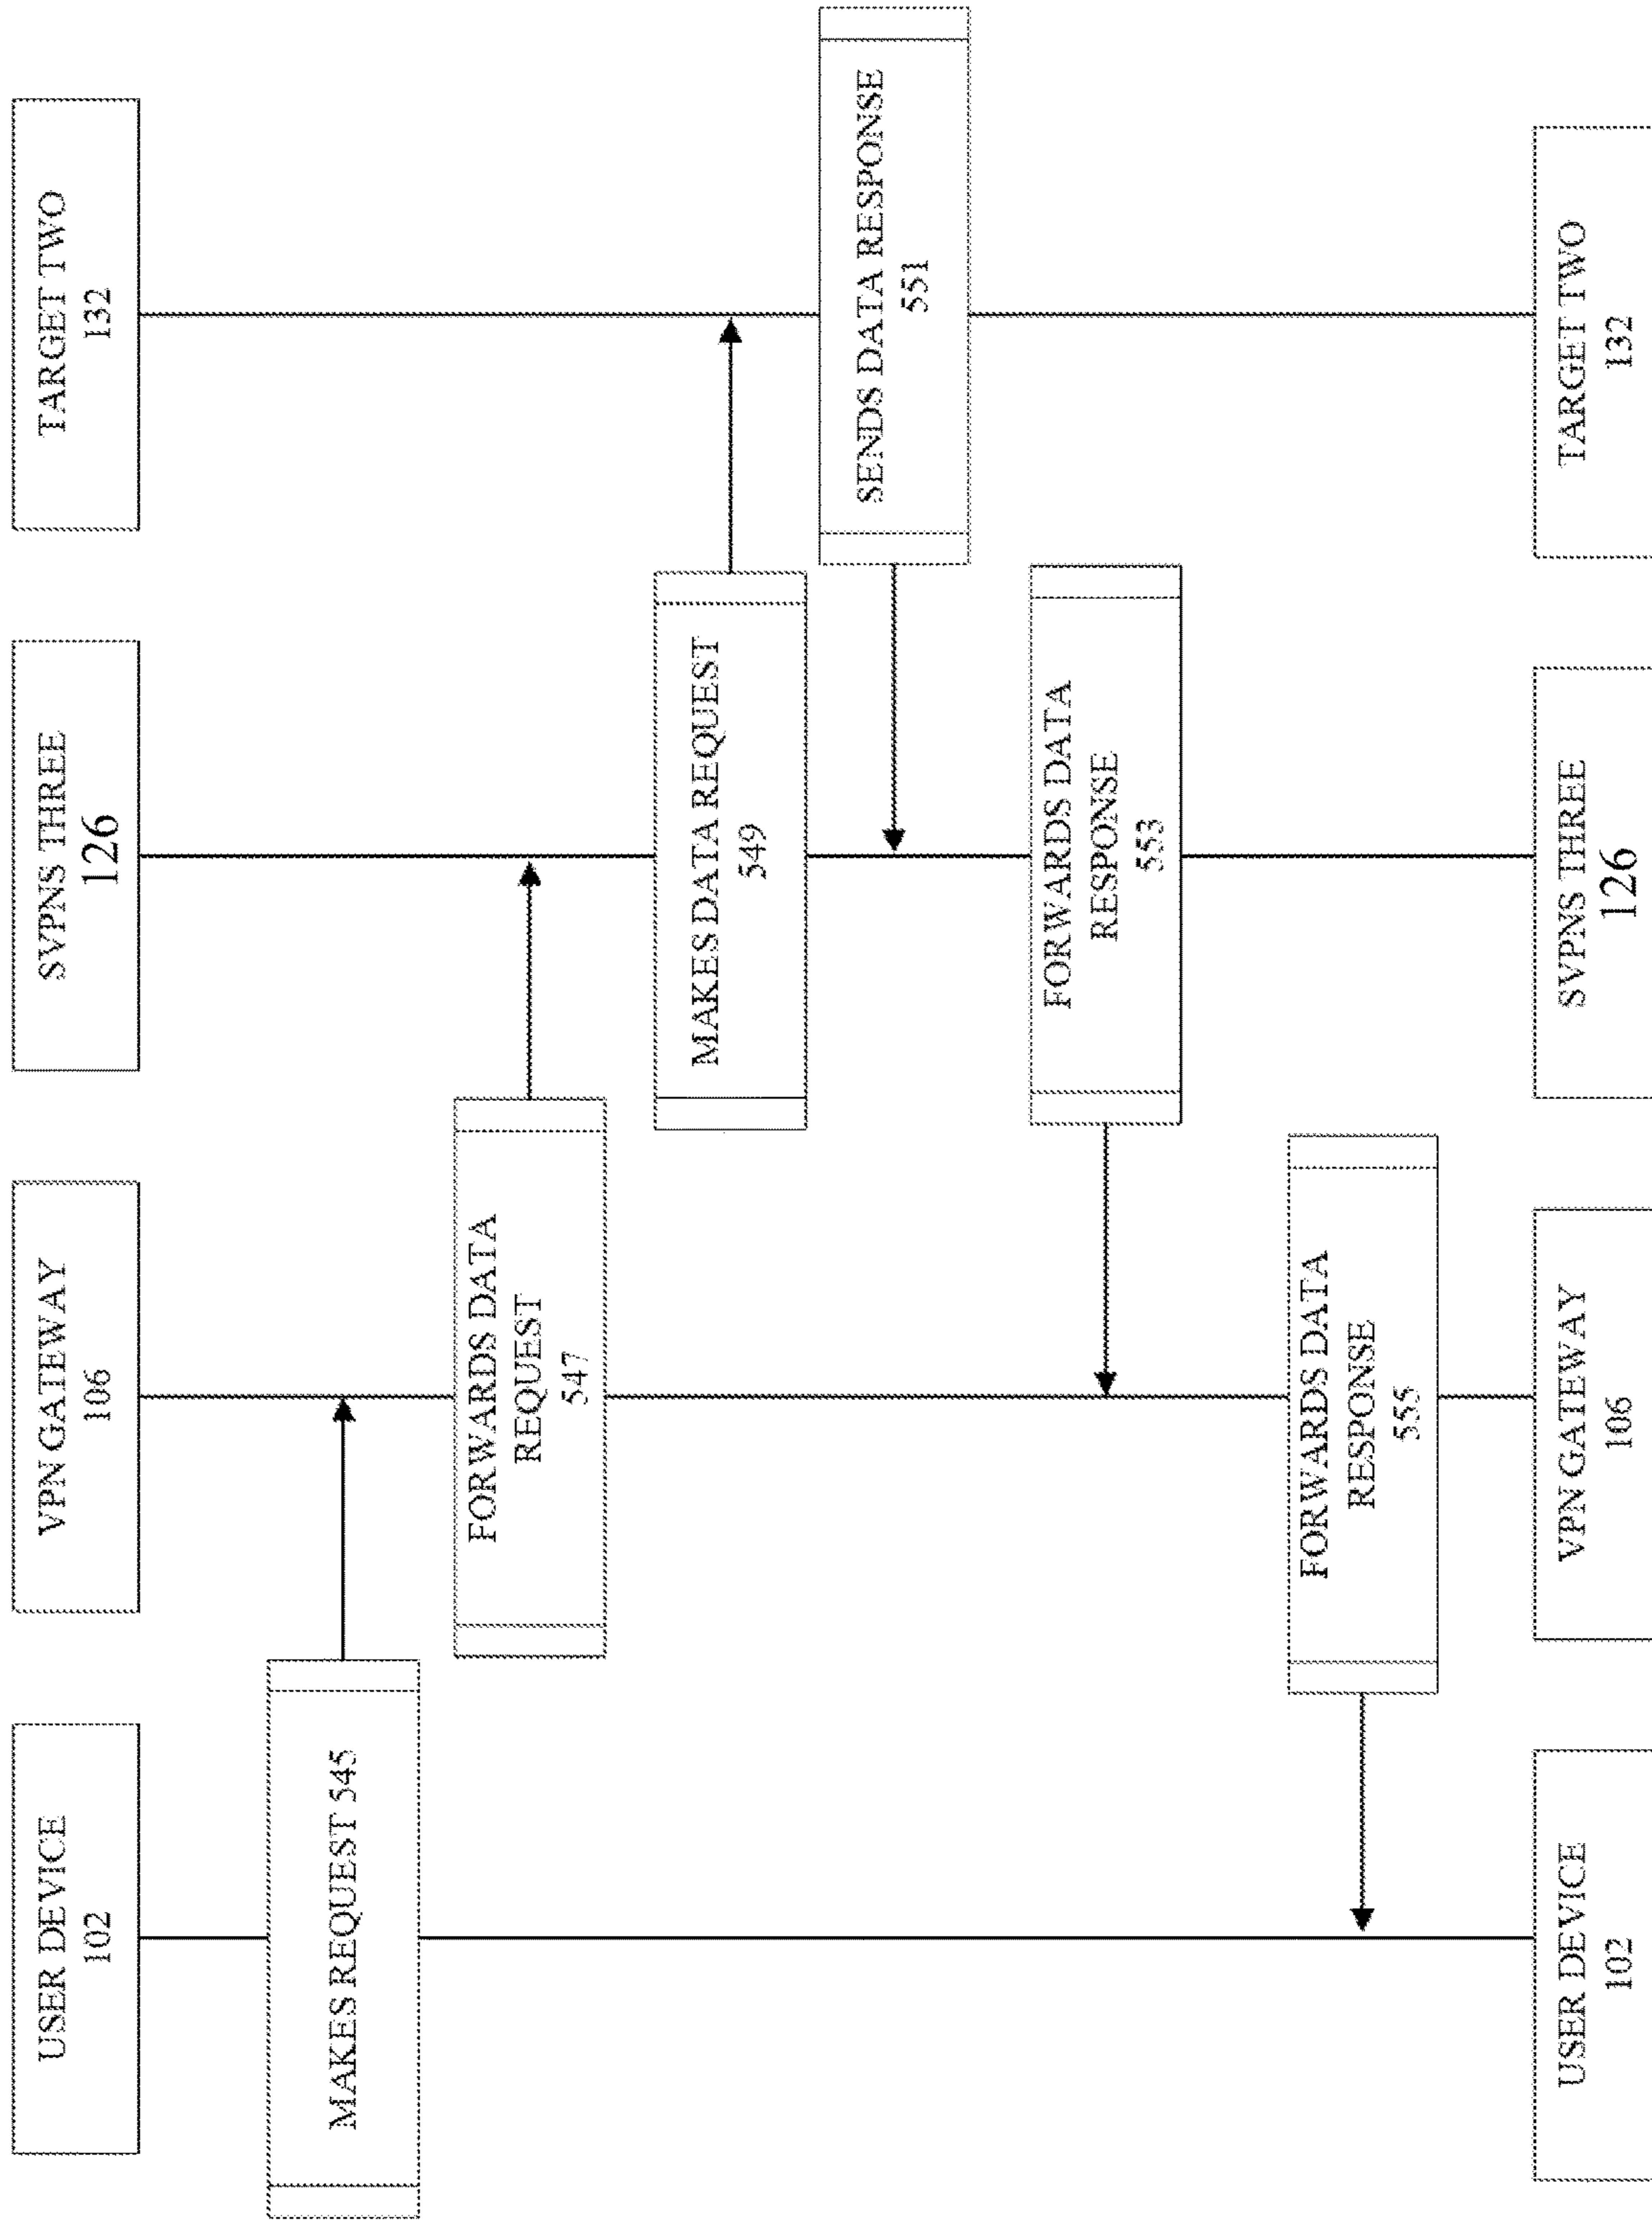 USER DEVICE
102
VPN GATEWAY
106
SVPNS THREE
126
TARGET TWO
132
MAKES REQUEST 545
FORWARDS DATA
REQUEST
547
MAKES DATA REQUEST
549
SENDS DATA RESPONSE
551
FORWARDS DATA
RESPONSE
553
FORWARDS DATA
RESPONSE
555
USER DEVICE
102
VPN GATEWAY
106
SVPNS THREE
126
TARGET TWO
132